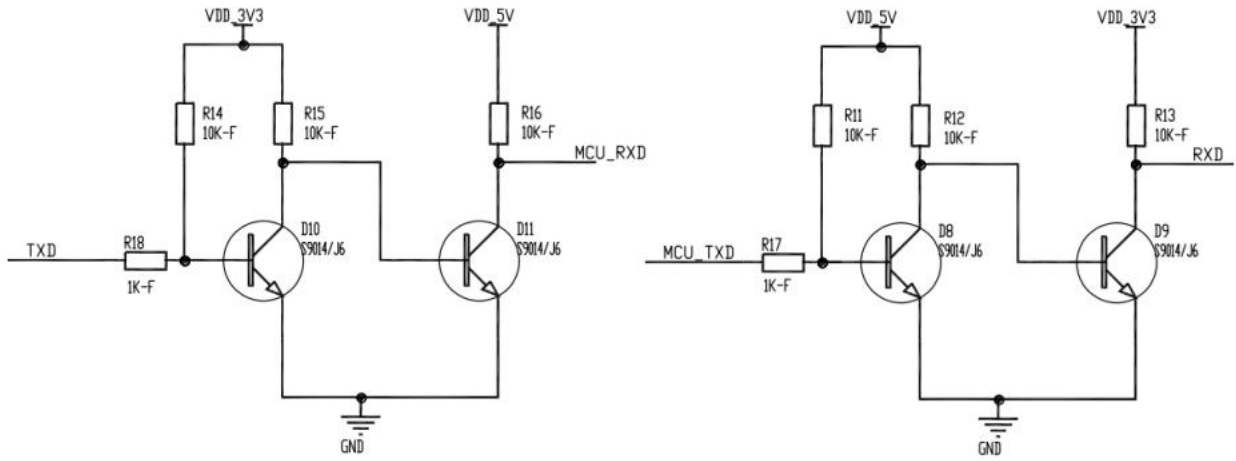 VDD_3V3
VDD_5V
R14
10K-F
R15
10K-F
R16
10K-F
MCU_RXD
D10
S9014/J6
D11
S9014/J6
TXD
R18
1K-F
GND
VDD_5V
VDD_3V3
R11
10K-F
R12
10K-F
R13
10K-F
RXD
D8
S9014/J6
D9
S9014/J6
MCU_TXD
R17
1K-F
GND